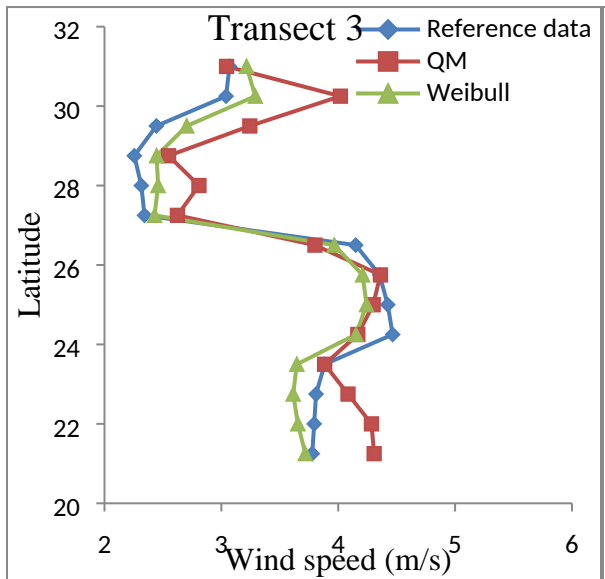 Transect 3
Reference data
QM
Weibull
32
30
28
26
24
22
20
Latitude
2 3 4 5 6
Wind speed (m/s)